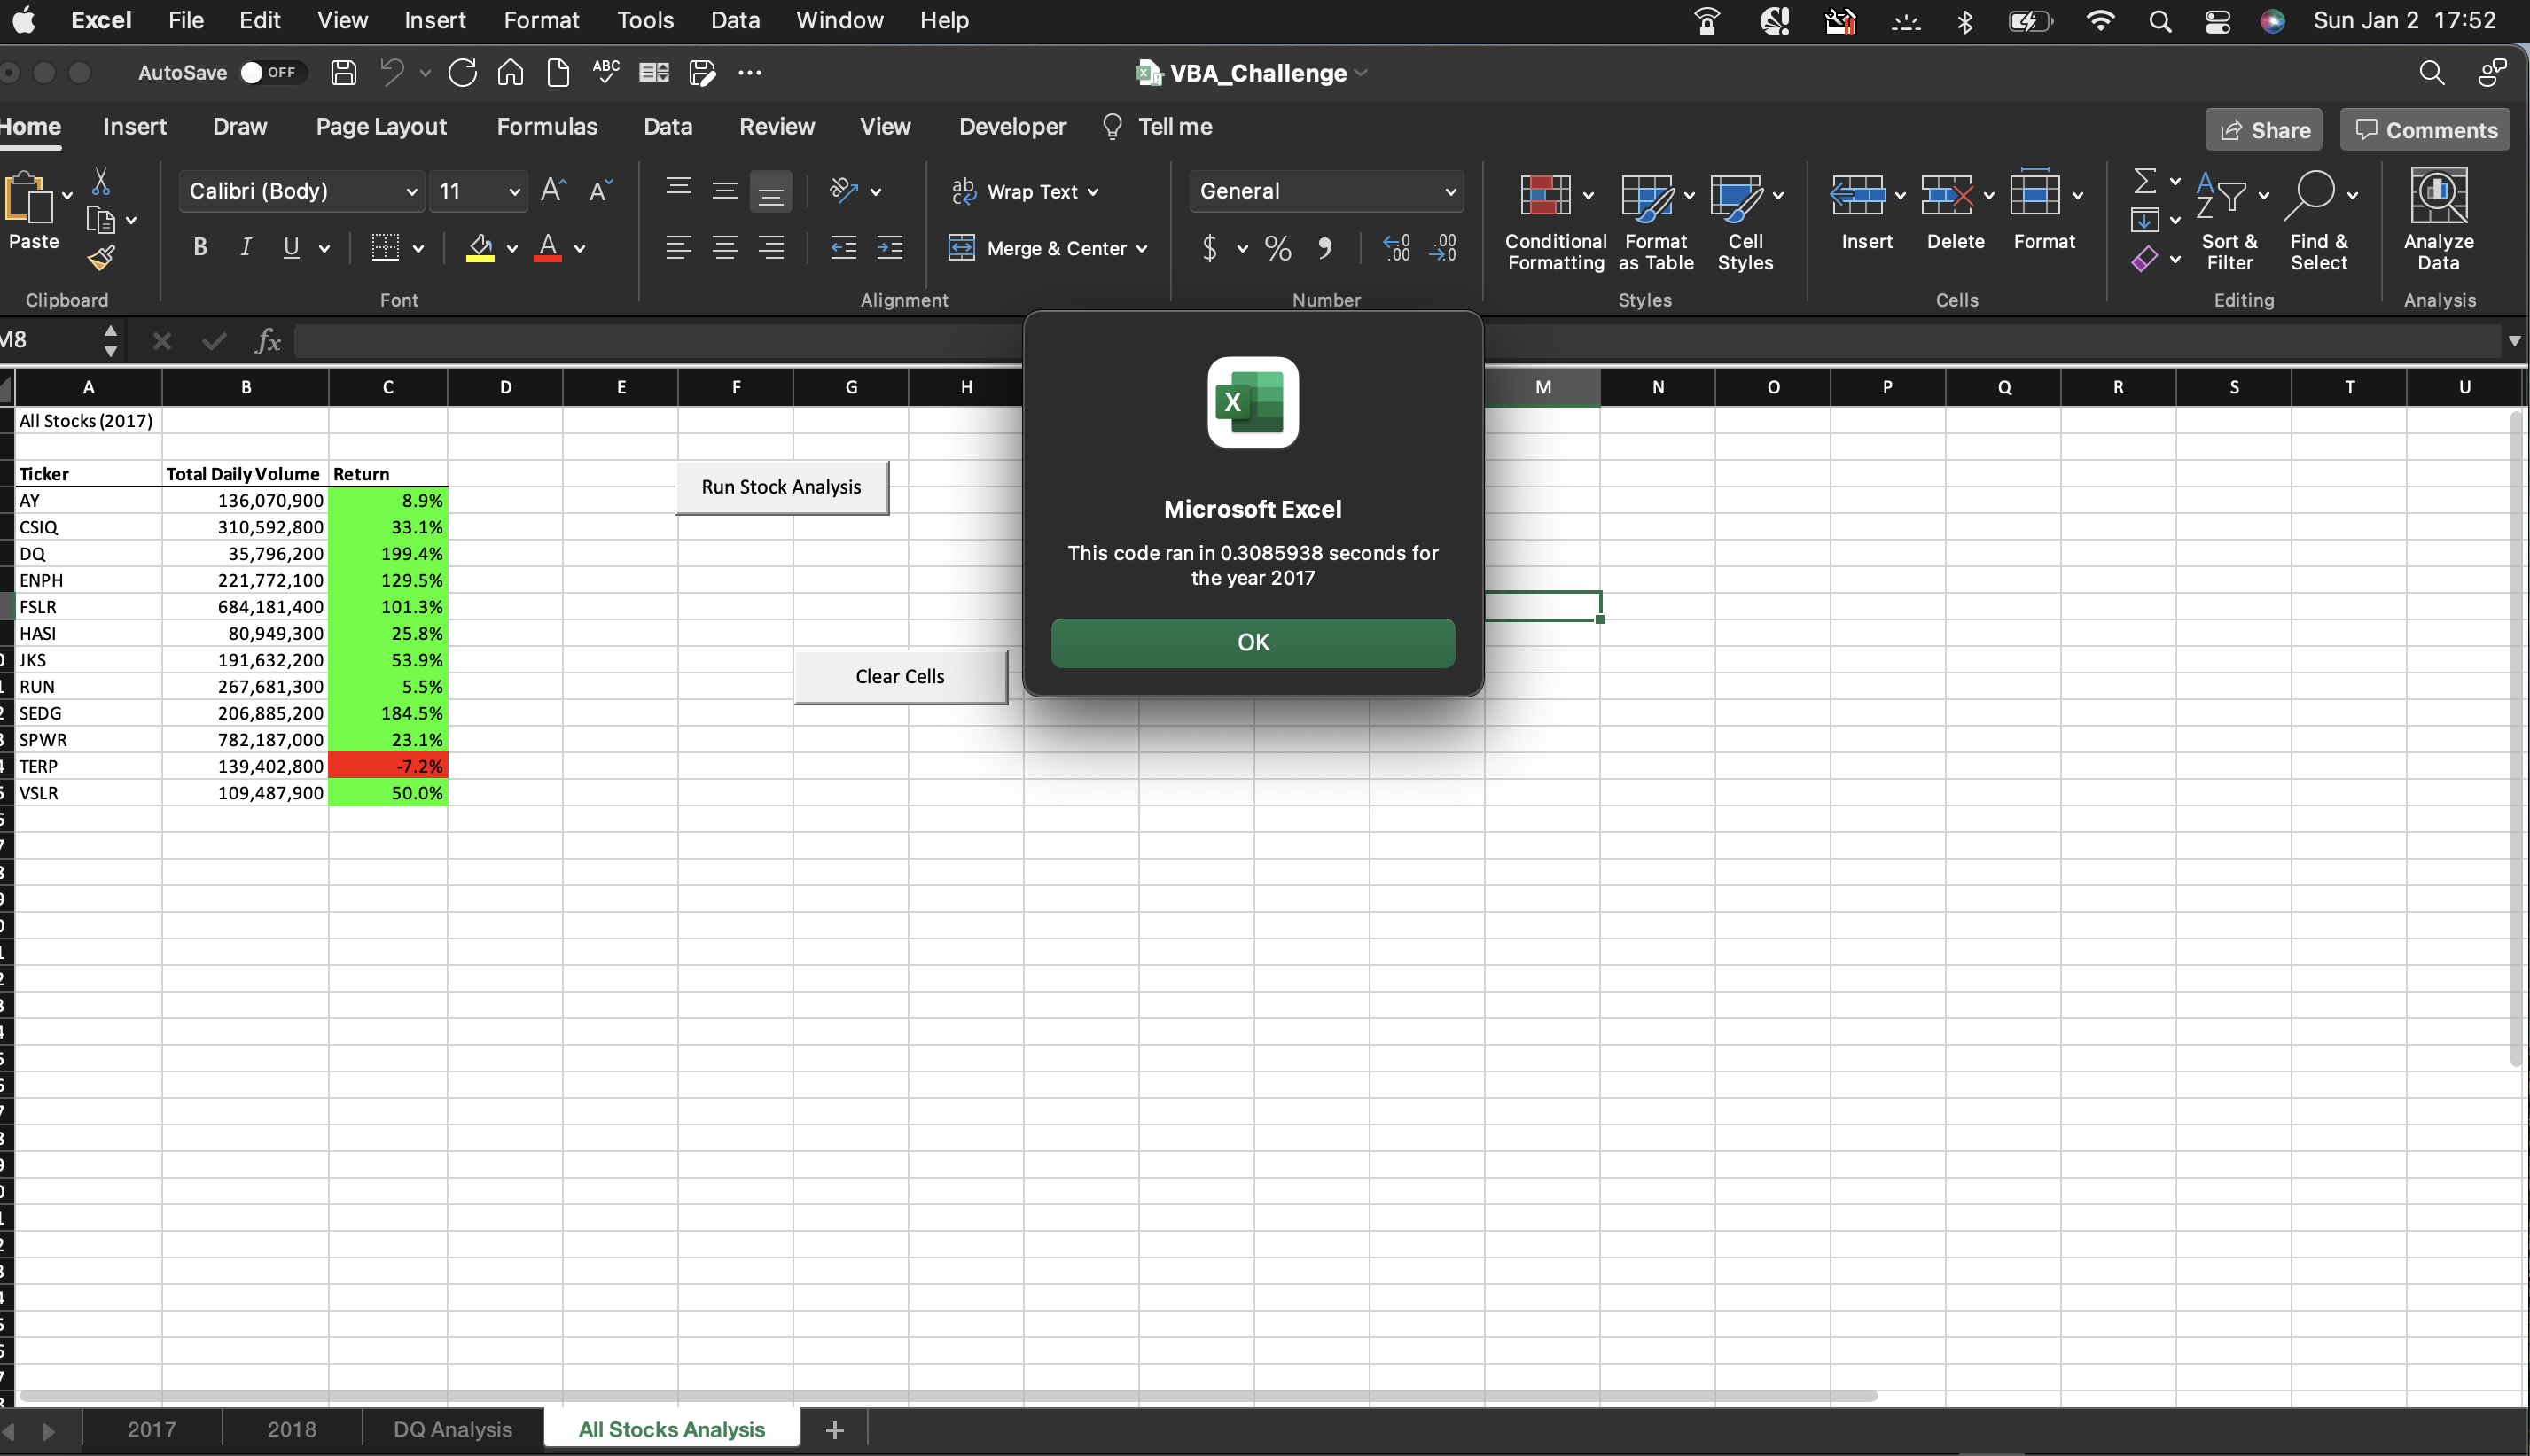 Excel File Edit View Insert Format Tools Data Window Help Sun Jan 2 17:52
AutoSave OFF ABC VBA_Challenge
Home Insert Draw Page Layout Formulas Data Review View Developer Tell me Share Comments
Calibri (Body) 11 A A ab Wrap Text General
Paste B I U A Merge & Center $ % Conditional Formatting Format as Table Cell Styles Insert Delete Format Sort & Filter Find & Select Analyze Data
Clipboard Font Alignment Number Styles Cells Editing Analysis
M8 fx
A B C D E F G H M N O P Q R S T U
All Stocks (2017)
Ticker Total Daily Volume Return
AY 136,070,900 8.9%
CSIQ 310,592,800 33.1%
DQ 35,796,200 199.4%
ENPH 221,772,100 129.5%
FSLR 684,181,400 101.3%
HASI 80,949,300 25.8%
JKS 191,632,200 53.9%
RUN 267,681,300 5.5%
SEDG 206,885,200 184.5%
SPWR 782,187,000 23.1%
TERP 139,402,800 -7.2%
VSLR 109,487,900 50.0%
Run Stock Analysis
Clear Cells
Microsoft Excel
This code ran in 0.3085938 seconds for
the year 2017
OK
2017 2018 DQ Analysis All Stocks Analysis +